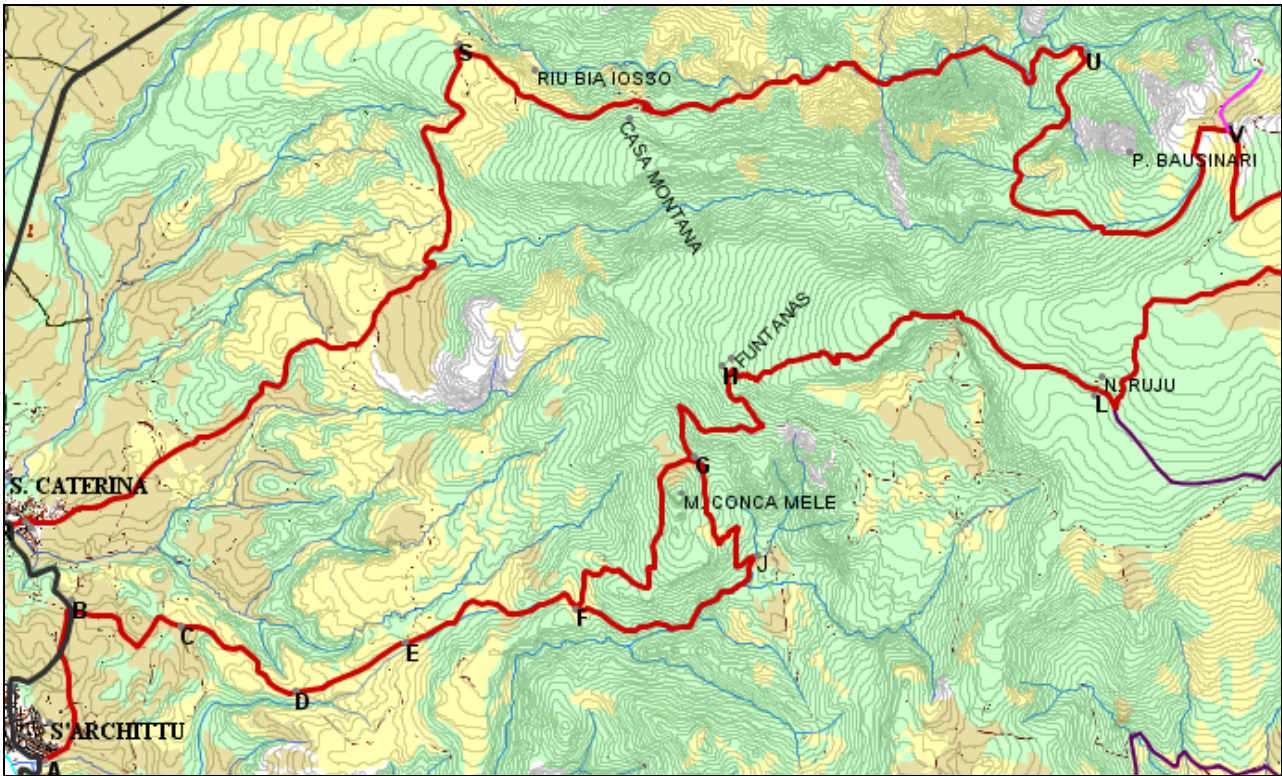 S
RIU BIA IOSSO
U
CASA MONTANA
V
P. BAUSINARI
FUNTANAS
H
N. RUJU
L
G
S. CATERINA
M. CONCA MELE
J
B
F
C
E
D
S'ARCHITTU
A